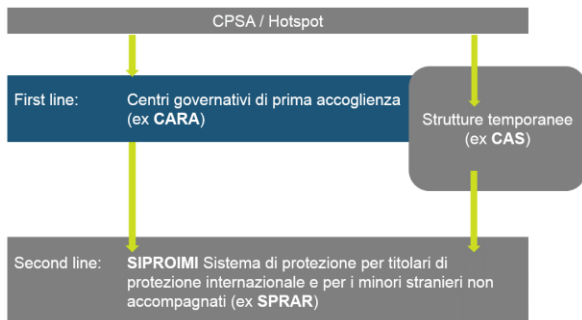 CPSA / Hotspot
First line:
Centri governativi di prima accoglienza
(ex CARA)
Strutture temporanee
(ex CAS)
Second line:
SIPROIMI Sistema di protezione per titolari di
protezione internazionale e per i minori stranieri non
accompagnati (ex SPRAR)